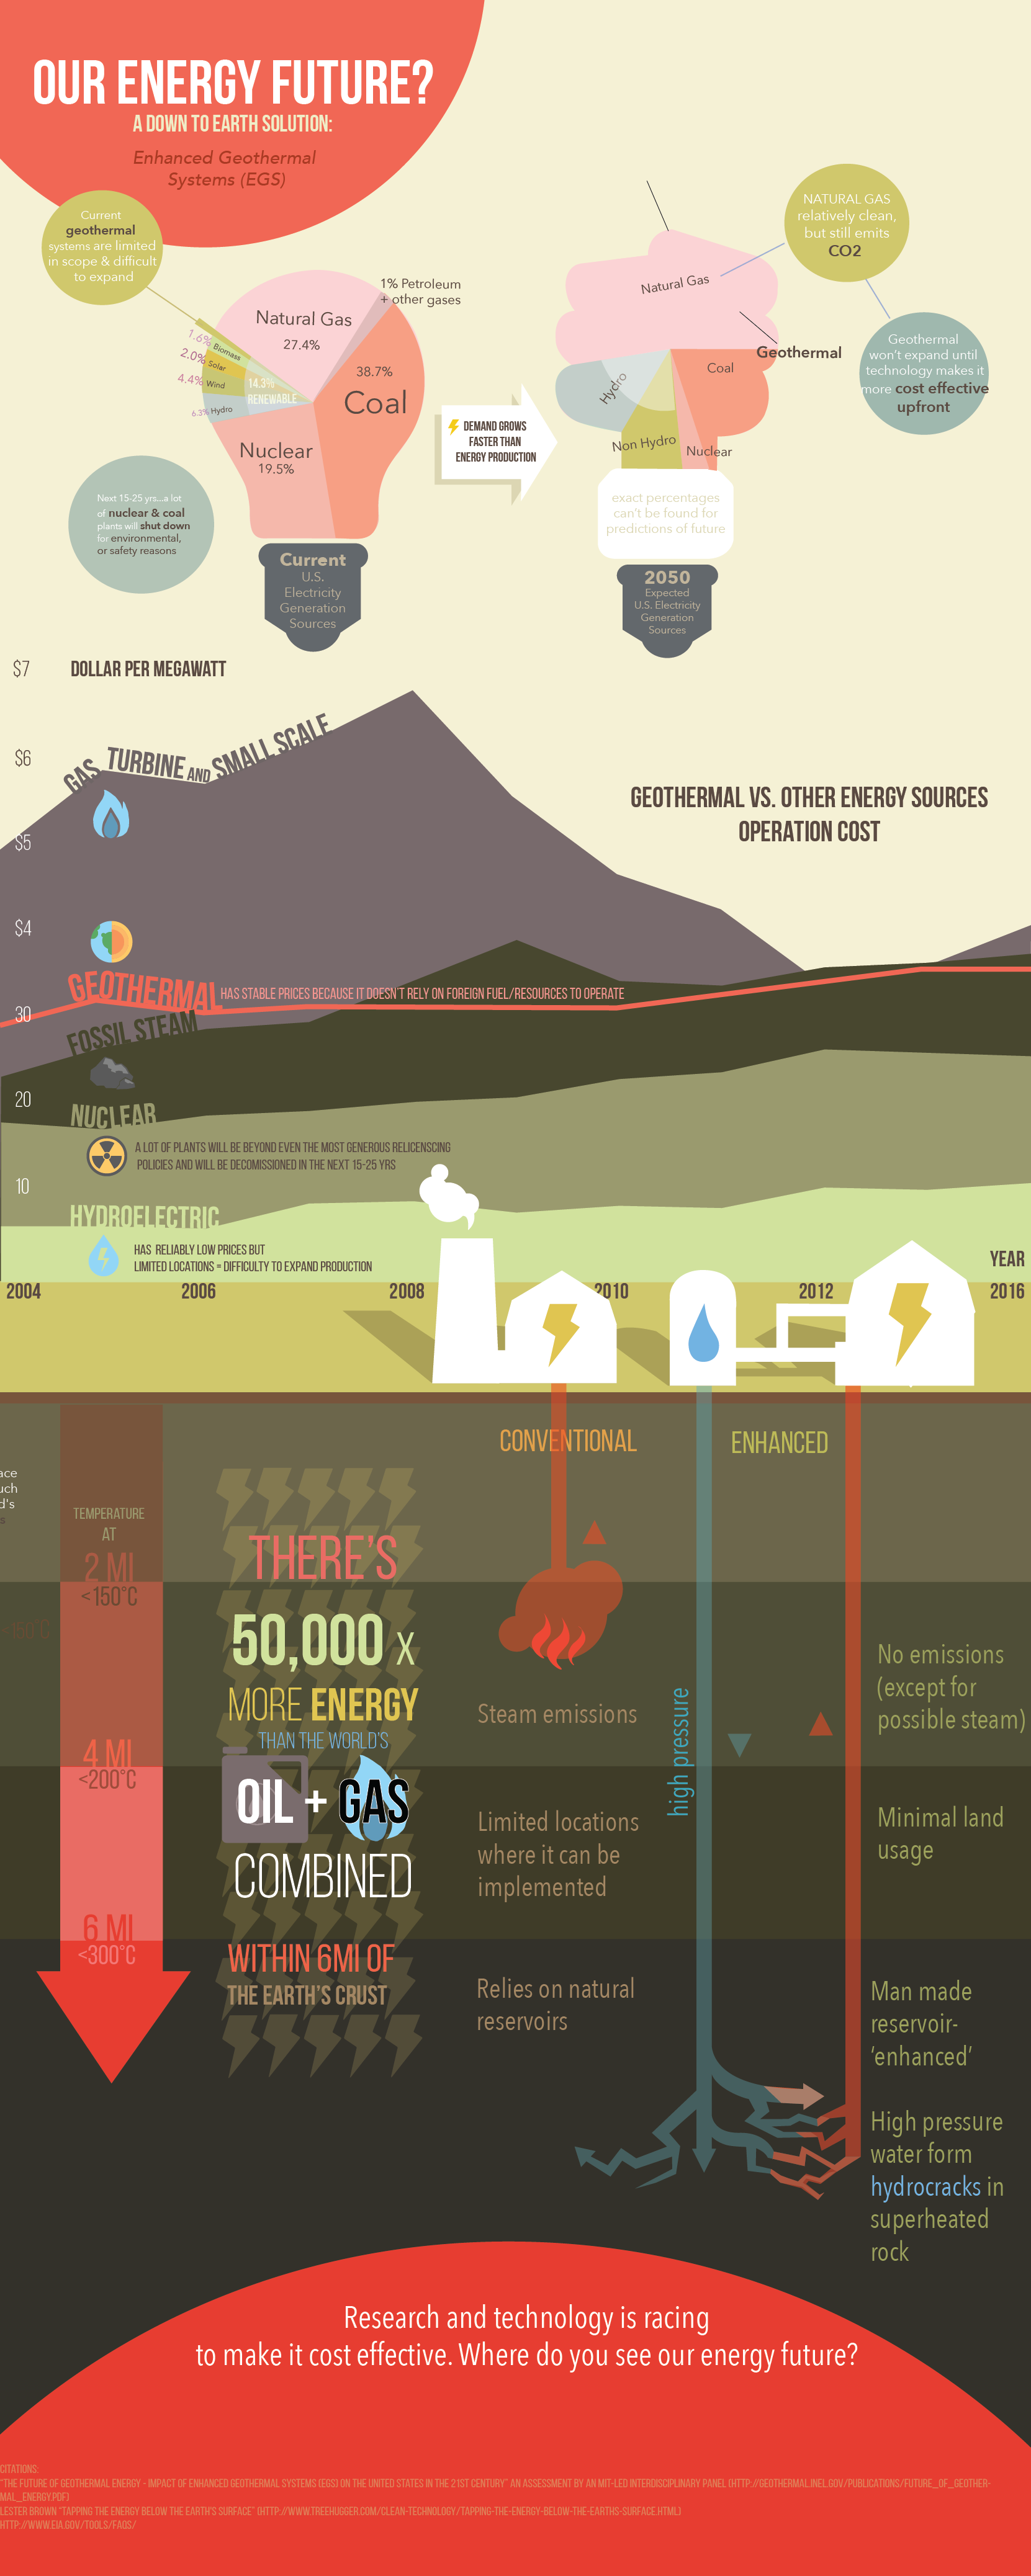 OUR ENERGY FUTURE?
A DOWN TO EARTH SOLUTION:
Enhanced Geothermal
Systems (EGS)
Current
geothermal
systems are limited
in scope & difficult
to expand
1% Petroleum
+ other gases
Natural Gas
27.4%
38.7%
Coal
1.6% Biomass
2.0% Solar
4.4% Wind
6.3% Hydro
14.3%
RENEWABLE
Nuclear
19.5%
Next 15-25 yrs...a lot
of nuclear & coal
plants will shut down
for environmental,
or safety reasons
Current
U.S.
Electricity
Generation
Sources
DEMAND GROWS
FASTER THAN
ENERGY PRODUCTION
NATURAL GAS
relatively clean,
but still emits
CO2
Natural Gas
Geothermal
Coal
Hydro
Non Hydro
Nuclear
Geothermal
won't expand until
technology makes it
more cost effective
upfront
exact percentages
can't be found for
predictions of future
2050
Expected
U.S. Electricity
Generation
Sources
$7
DOLLAR PER MEGAWATT
$6
GAS TURBINE AND SMALL SCALE
GEOTHERMAL VS. OTHER ENERGY SOURCES
OPERATION COST
$5
$4
GEOTHERMAL HAS STABLE PRICES BECAUSE IT DOESN'T RELY ON FOREIGN FUEL/RESOURCES TO OPERATE
30
FOSSIL STEAM
20
NUCLEAR
A LOT OF PLANTS WILL BE BEYOND EVEN THE MOST GENEROUS RELICENSCING
POLICIES AND WILL BE DECOMISSIONED IN THE NEXT 15-25 YRS
10
HYDROELECTRIC
HAS RELIABLY LOW PRICES BUT
LIMITED LOCATIONS = DIFFICULTY TO EXPAND PRODUCTION
YEAR
2004 2006 2008 2010 2012 2016
CONVENTIONAL
ENHANCED
ace
uch
d's
s
TEMPERATURE
AT
2 MI
<150°C
<150°C
4 MI
<200°C
6 MI
<300°C
THERE'S
50,000 X
MORE ENERGY
THAN THE WORLD'S
OIL + GAS
COMBINED
WITHIN 6MI OF
THE EARTH'S CRUST
Steam emissions
Limited locations
where it can be
implemented
Relies on natural
reservoirs
high pressure
No emissions
(except for
possible steam)
Minimal land
usage
Man made
reservoir-
'enhanced'
High pressure
water form
hydrocracks in
superheated
rock
Research and technology is racing
to make it cost effective. Where do you see our energy future?
CITATIONS:
"THE FUTURE OF GEOTHERMAL ENERGY - IMPACT OF ENHANCED GEOTHERMAL SYSTEMS (EGS) ON THE UNITED STATES IN THE 21ST CENTURY" AN ASSESSMENT BY AN MIT-LED INTERDISCIPLINARY PANEL (HTTP://GEOTHERMAL.INEL.GOV/PUBLICATIONS/FUTURE_OF_GEOTHER-
MAL_ENERGY.PDF)
LESTER BROWN "TAPPING THE ENERGY BELOW THE EARTH'S SURFACE" (HTTP://WWW.TREEHUGGER.COM/CLEAN-TECHNOLOGY/TAPPING-THE-ENERGY-BELOW-THE-EARTHS-SURFACE.HTML)
HTTP://WWW.EIA.GOV/TOOLS/FAQS/